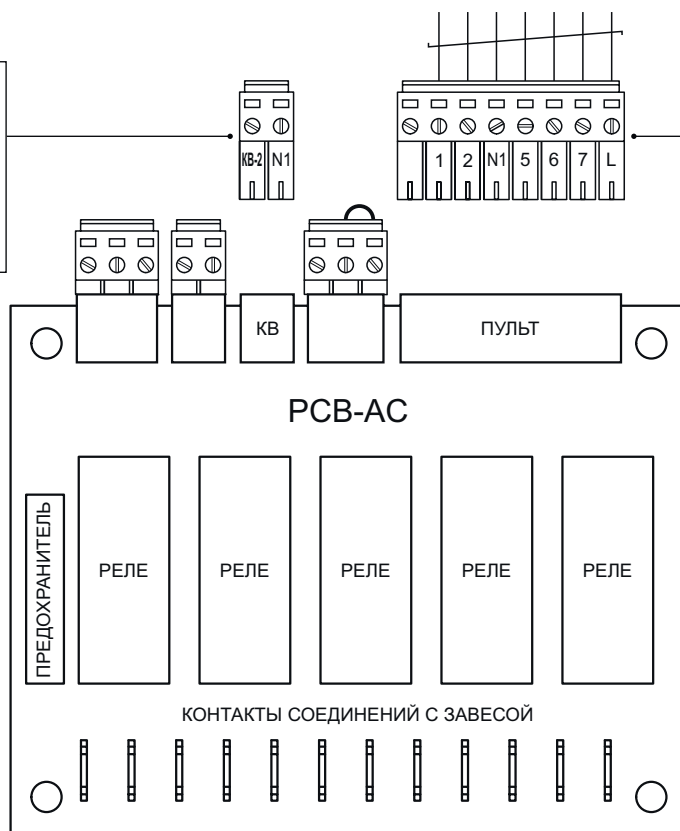 КВ-2 N1
1 2 N1 5 6 7 L
КВ
ПУЛЬТ
PCB-AC
ПРЕДОХРАНИТЕЛЬ
РЕЛЕ РЕЛЕ РЕЛЕ РЕЛЕ РЕЛЕ
КОНТАКТЫ СОЕДИНЕНИЙ С ЗАВЕСОЙ